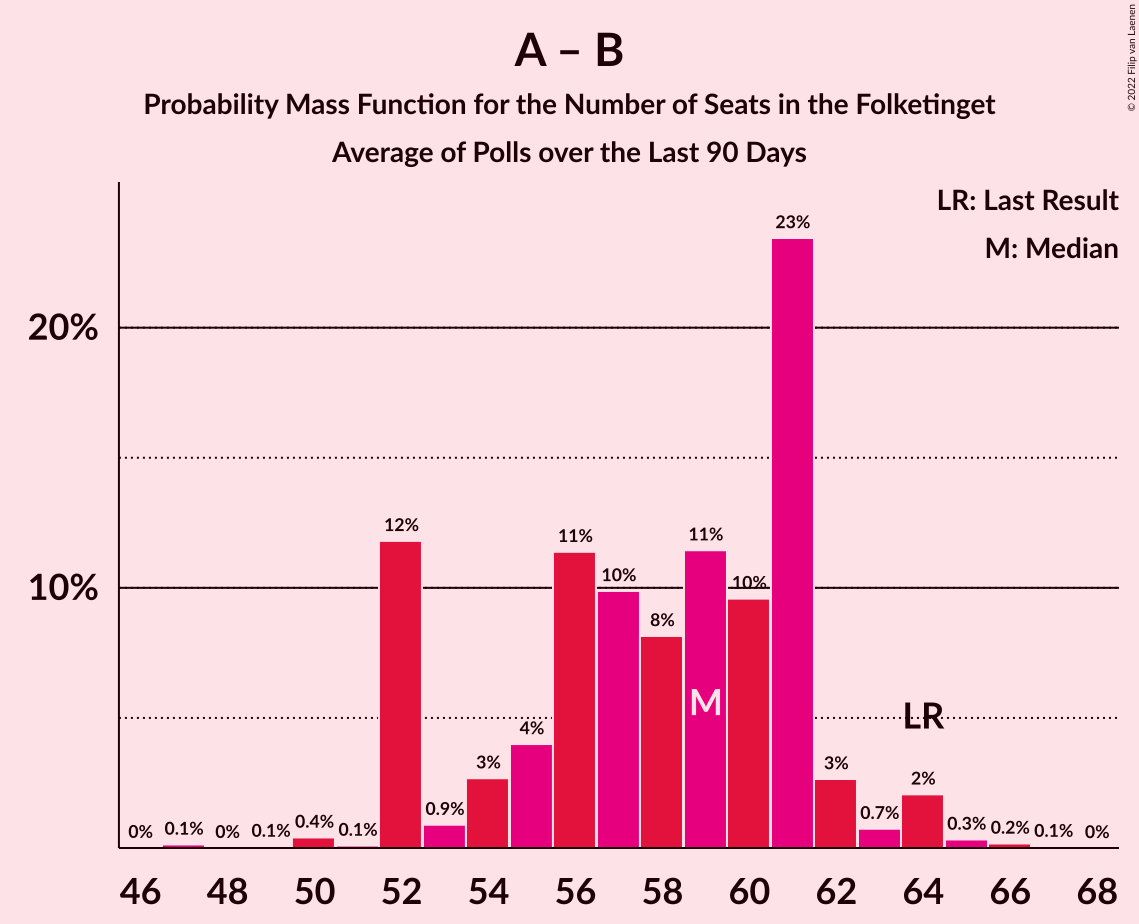 A – B
Probability Mass Function for the Number of Seats in the Folketinget
Average of Polls over the Last 90 Days
© 2022 Filip van Laenen
LR: Last Result
M: Median
20%
10%
0%
0.1%
0%
0.1%
0.4%
0.1%
12%
0.9%
3%
4%
11%
10%
8%
11%
10%
23%
3%
0.7%
2%
0.3%
0.2%
0.1%
0%
M
LR
46 48 50 52 54 56 58 60 62 64 66 68